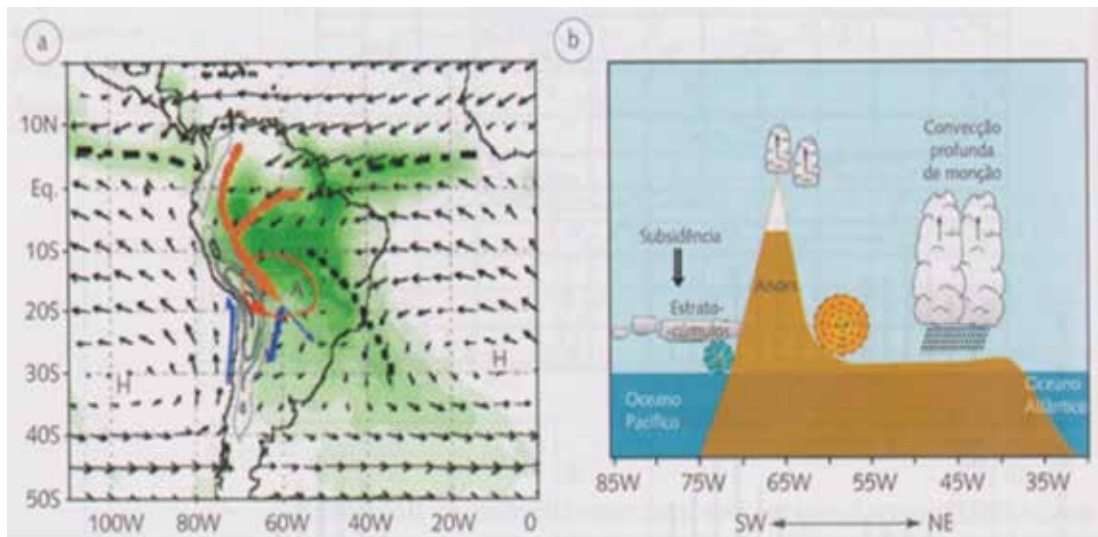 a
10N
Eq.
10S
20S
30S
40S
50S
100W 80W 60W 40W 20W 0
A
H
H
b
Convecção
profunda
de monção
Subsidência
Andes
Estrato-
cúmulos
Oceano
Pacífico
Oceano
Atlântico
85W 75W 65W 55W 45W 35W
SW NE